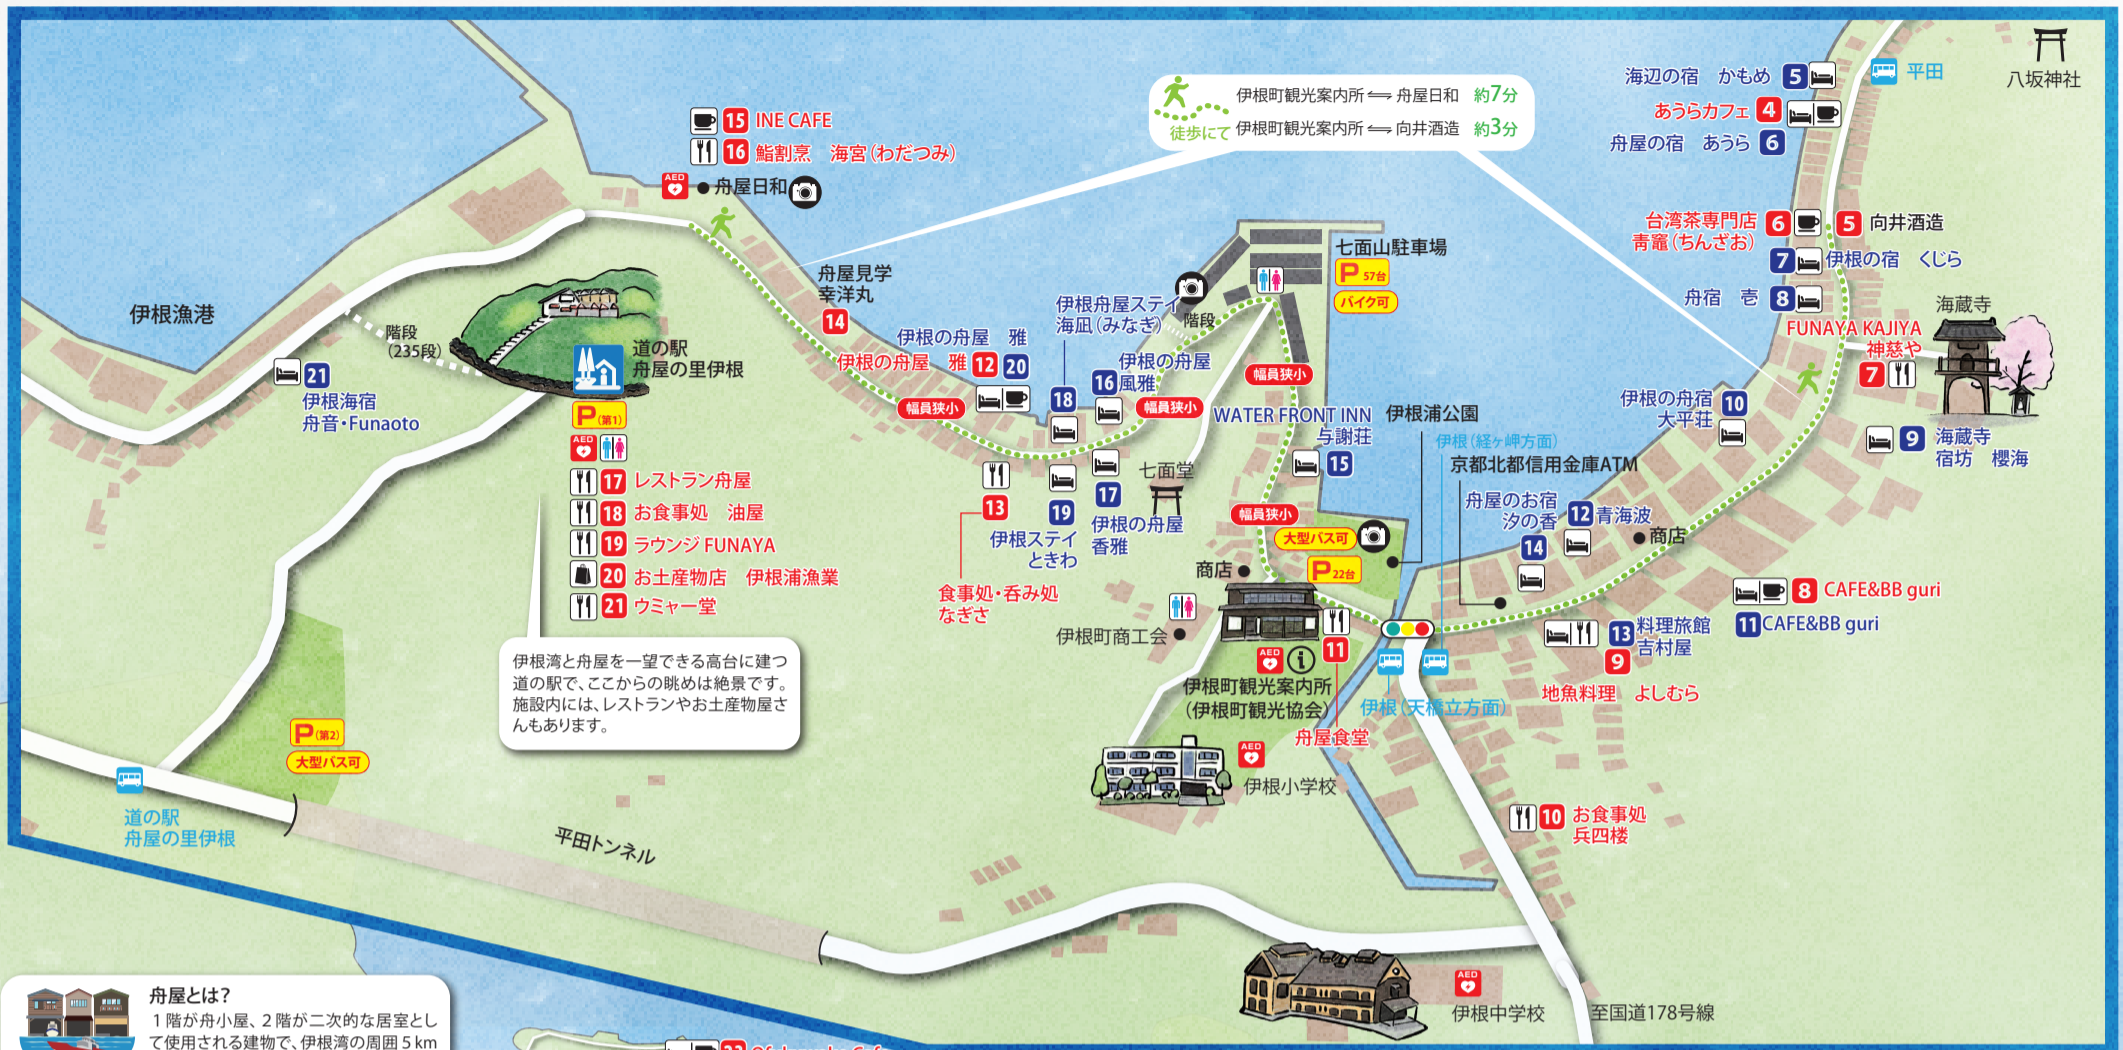 八坂神社
平田
海辺の宿　かもめ 5
あうらカフェ 4
舟屋の宿　あうら 6
伊根町観光案内所 ⇋ 舟屋日和　約7分
徒歩にて 伊根町観光案内所 ⇋ 向井酒造　約3分
15 INE CAFE
16 鮨割烹　海宮(わだつみ)
AED
舟屋日和
台湾茶専門店
青竈(ちんざお)
6
5 向井酒造
7 伊根の宿　くじら
舟宿　壱 8
FUNAYA KAJIYA
神慈や
7
海蔵寺
9 海蔵寺
宿坊　櫻海
七面山駐車場
P 57台
バイク可
伊根漁港
階段
(235段)
道の駅
舟屋の里伊根
P(第1)
AED
17 レストラン舟屋
18 お食事処　油屋
19 ラウンジ FUNAYA
20 お土産物店　伊根浦漁業
21 ウミャー堂
21
伊根海宿
舟音・Funaoto
舟屋見学
幸洋丸
14
伊根の舟屋　雅
伊根の舟屋　雅 12 20
幅員狭小
伊根舟屋ステイ
海凪(みなぎ)
18
階段
伊根の舟屋
風雅
16
幅員狭小
幅員狭小
WATER FRONT INN
与謝荘
15
伊根浦公園
伊根(経ヶ岬方面)
京都北都信用金庫ATM
伊根の舟宿
大平荘
10
舟屋のお宿
汐の香
14
12 青海波
商店
13
食事処・呑み処
なぎさ
19
伊根ステイ
ときわ
17
伊根の舟屋
香雅
七面堂
幅員狭小
大型バス可
P 22台
商店
伊根町商工会
11
AED
伊根町観光案内所
(伊根町観光協会)
舟屋食堂
伊根(天橋立方面)
8 CAFE&BB guri
11 CAFE&BB guri
13 料理旅館
吉村屋
9
地魚料理　よしむら
伊根湾と舟屋を一望できる高台に建つ
道の駅で、ここからの眺めは絶景です。
施設内には、レストランやお土産物屋さ
んもあります。
P(第2)
大型バス可
道の駅
舟屋の里伊根
平田トンネル
AED
伊根小学校
10 お食事処
兵四楼
AED
伊根中学校
至国道178号線
舟屋とは?
１階が舟小屋、２階が二次的な居室とし
て使用される建物で、伊根湾の周囲５km